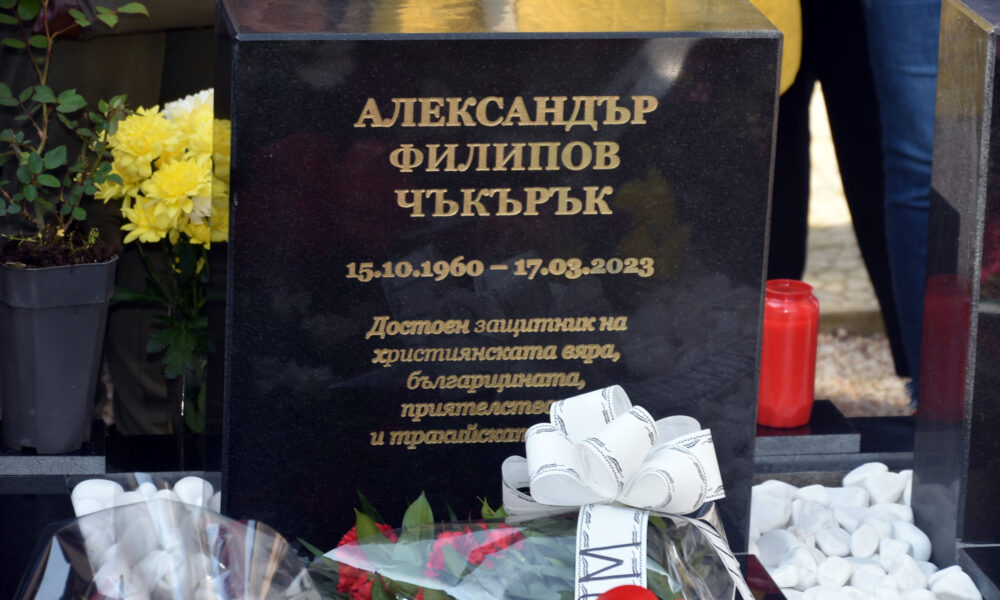 АЛЕКСАНДЪР
ФИЛИПОВ
ЧЪКЪРЪК
15.10.1960 – 17.03.2023
Достоен защитник на
християнската вяра,
българщината,
и